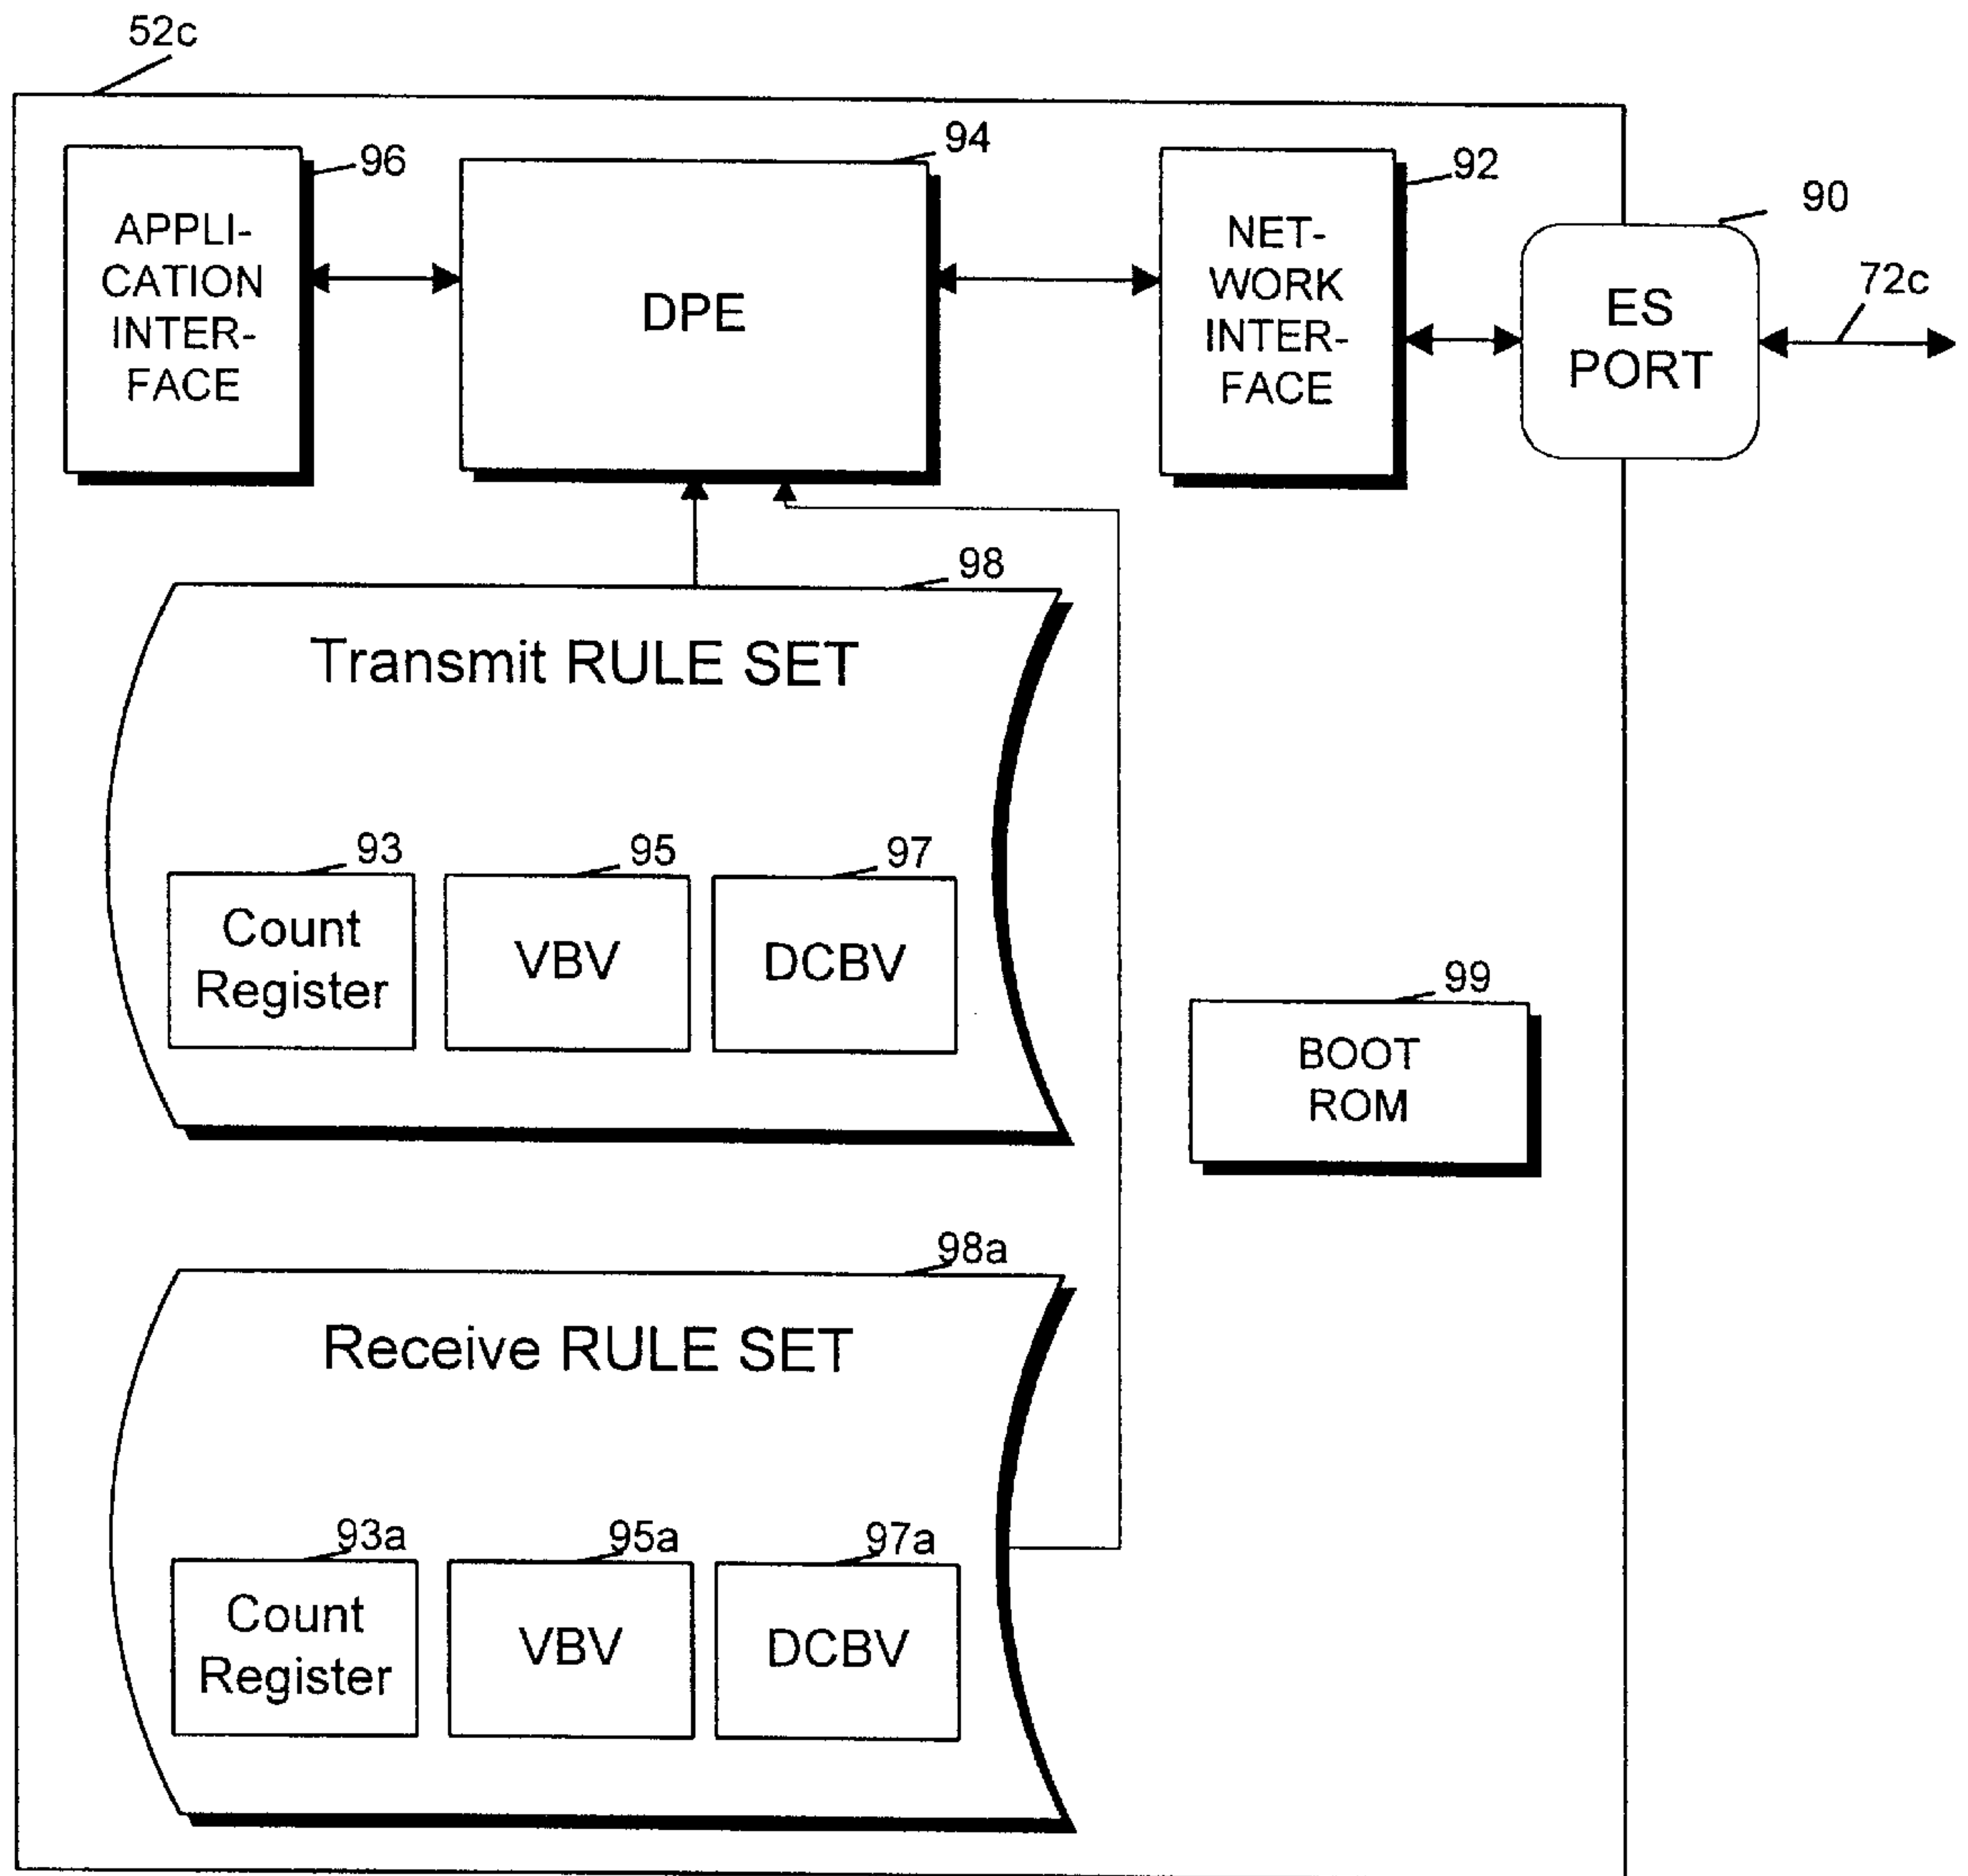 52c
96
94
92
90
APPLI-
CATION
INTER-
FACE
DPE
NET-
WORK
INTER-
FACE
ES
PORT
72c
98
Transmit RULE SET
93
95
97
Count
Register
VBV
DCBV
99
BOOT
ROM
98a
Receive RULE SET
93a
95a
97a
Count
Register
VBV
DCBV